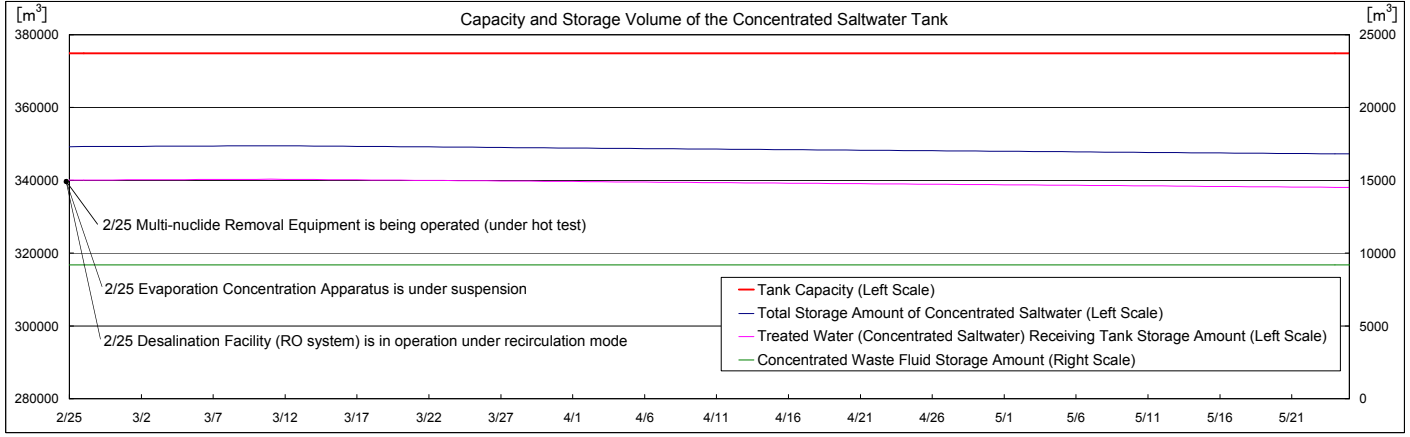 [m³] [m³]
Capacity and Storage Volume of the Concentrated Saltwater Tank
380000 25000
360000 20000
340000 15000
2/25 Multi-nuclide Removal Equipment is being operated (under hot test)
320000 10000
2/25 Evaporation Concentration Apparatus is under suspension
Tank Capacity (Left Scale)
Total Storage Amount of Concentrated Saltwater (Left Scale)
300000 5000
2/25 Desalination Facility (RO system) is in operation under recirculation mode
Treated Water (Concentrated Saltwater) Receiving Tank Storage Amount (Left Scale)
Concentrated Waste Fluid Storage Amount (Right Scale)
280000 0
2/25 3/2 3/7 3/12 3/17 3/22 3/27 4/1 4/6 4/11 4/16 4/21 4/26 5/1 5/6 5/11 5/16 5/21